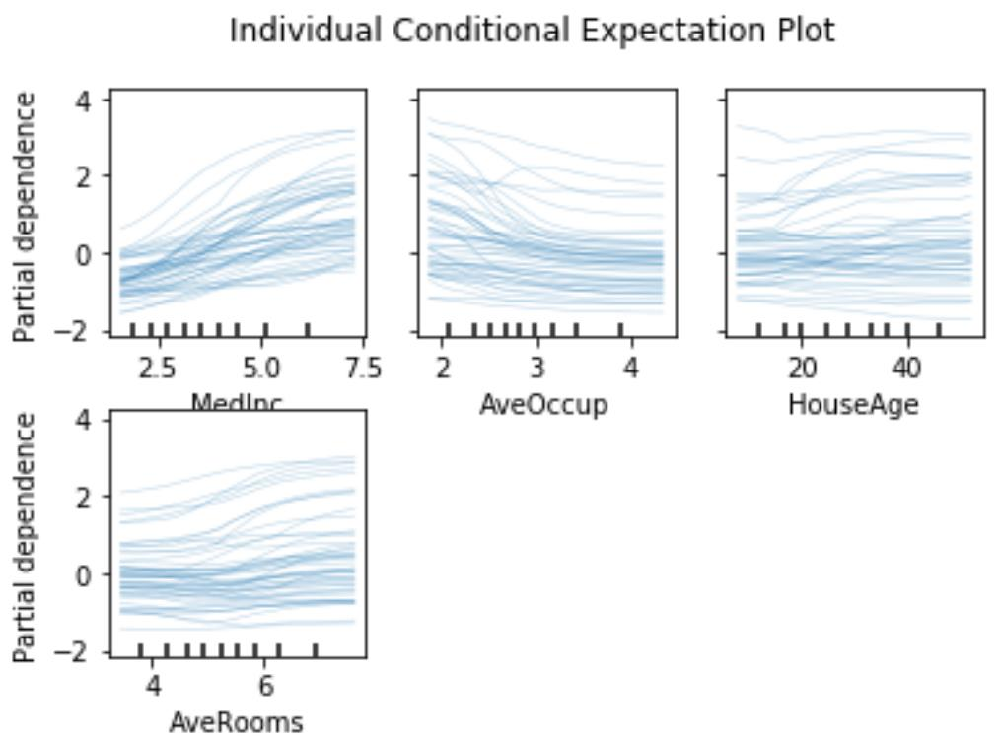 Individual Conditional Expectation Plot
Partial dependence
4
2
0
−2
2.5 5.0 7.5
MedInc
2 3 4
AveOccup
20 40
HouseAge
Partial dependence
4
2
0
−2
4 6
AveRooms